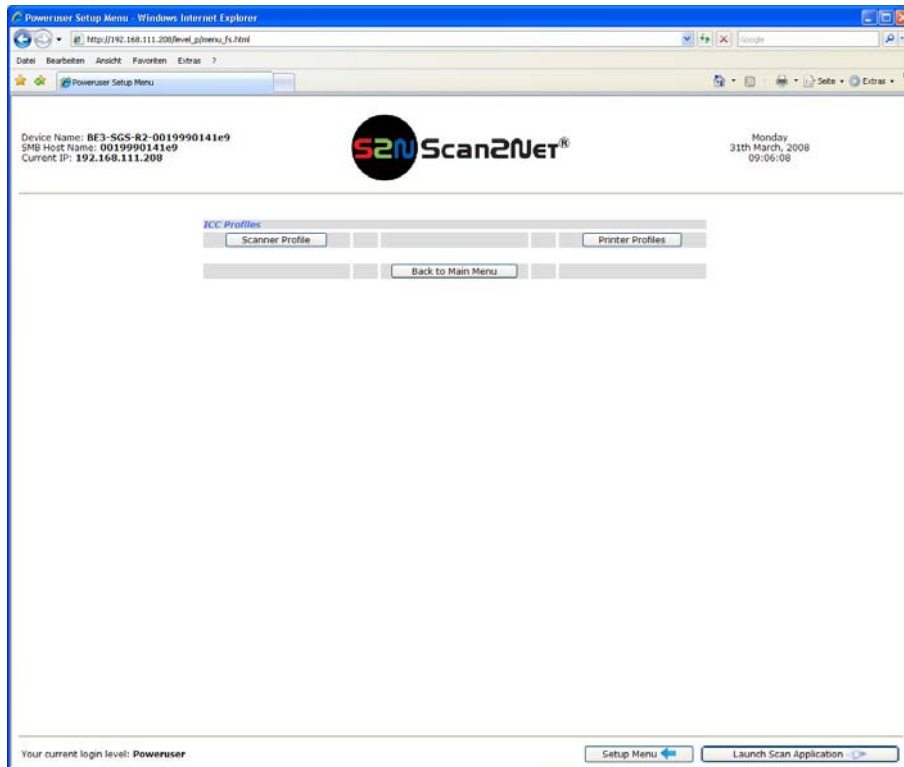 Poweruser Setup Menu - Windows Internet Explorer
http://192.168.111.208/level_p/menu_fs.html
Google
Datei Bearbeiten Ansicht Favoriten Extras ?
Poweruser Setup Menu
Seite Extras
Device Name: BE3-SGS-R2-0019990141e9
SMB Host Name: 0019990141e9
Current IP: 192.168.111.208
S2N Scan2Net®
Monday
31th March, 2008
09:06:08
ICC Profiles
Scanner Profile Printer Profiles
Back to Main Menu
Your current login level: Poweruser
Setup Menu Launch Scan Application